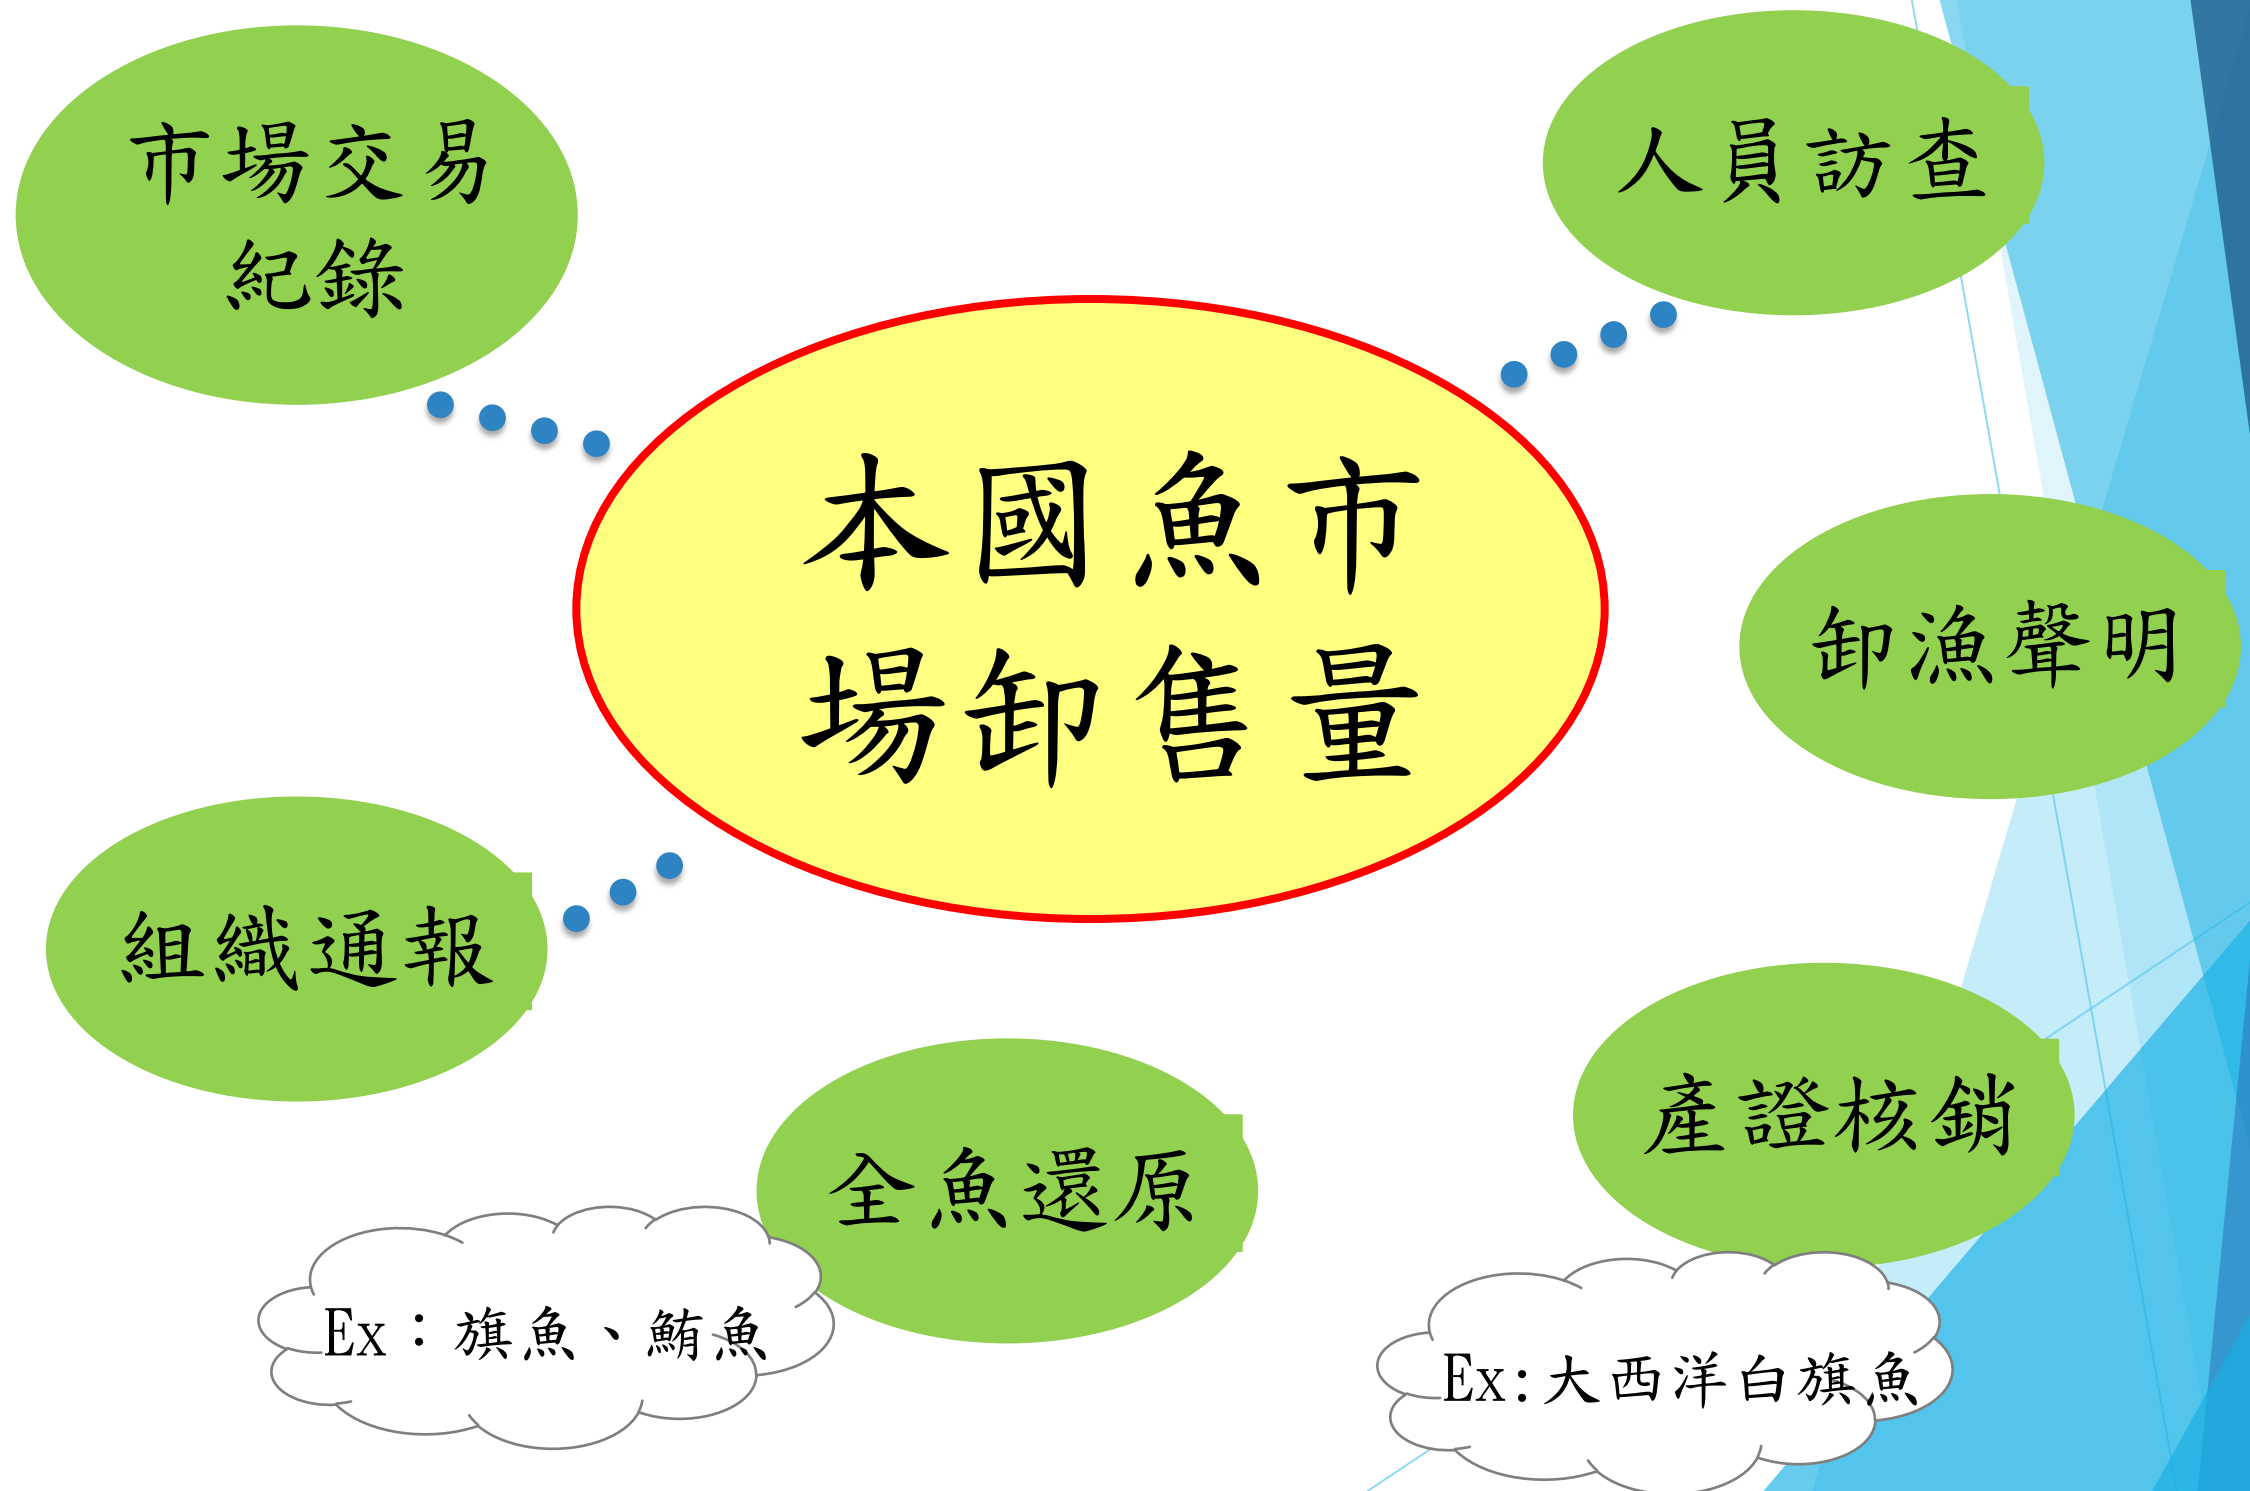 市場交易
紀錄
人員訪查
本國魚市
場卸售量
卸漁聲明
組織通報
全魚還原
產證核銷
Ex：旗魚、鮪魚
Ex:大西洋白旗魚